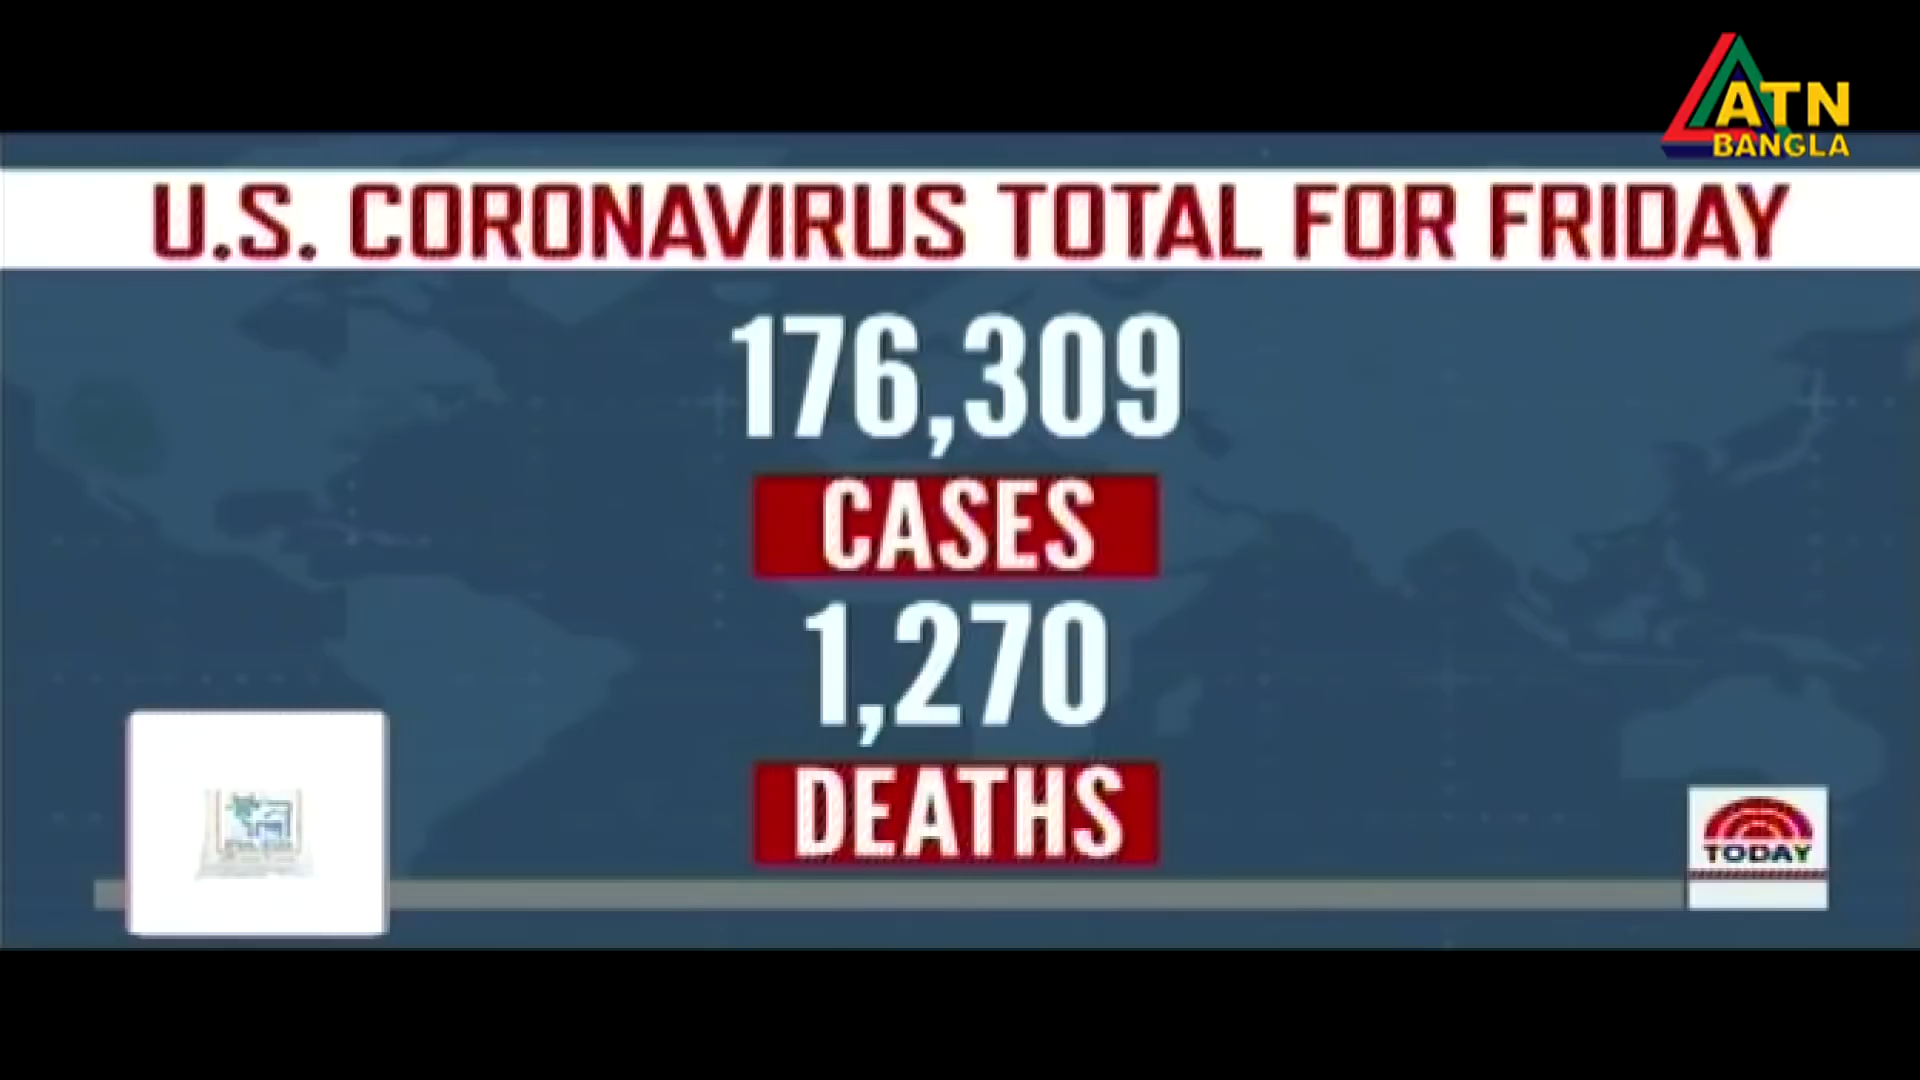 ATN
BANGLA
U.S. CORONAVIRUS TOTAL FOR FRIDAY
176,309
CASES
1,270
DEATHS
TODAY